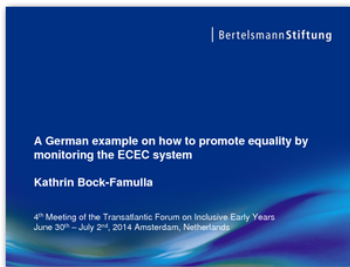 BertelsmannStiftung
A German example on how to promote equality by
monitoring the ECEC system
Kathrin Bock-Famulla
4th Meeting of the Transatlantic Forum on Inclusive Early Years
June 30th – July 2nd, 2014 Amsterdam, Netherlands